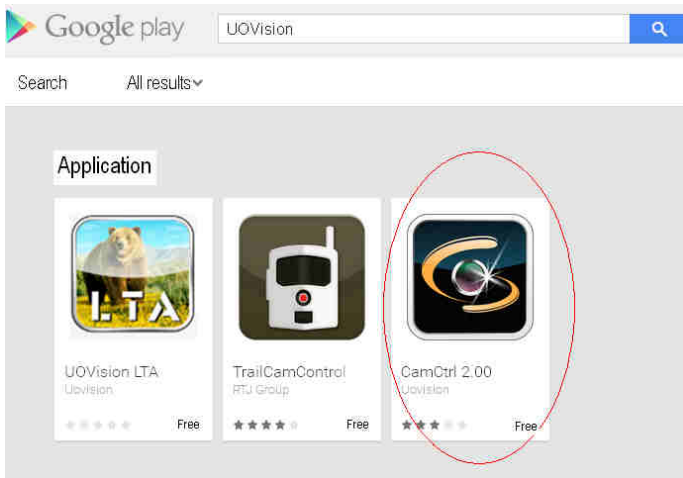 Google play
UOVision
Search
All results
Application
LTA
UOVision LTA
Uovision
Free
TrailCamControl
RTJ Group
Free
CamCtrl 2.00
Uovision
Free